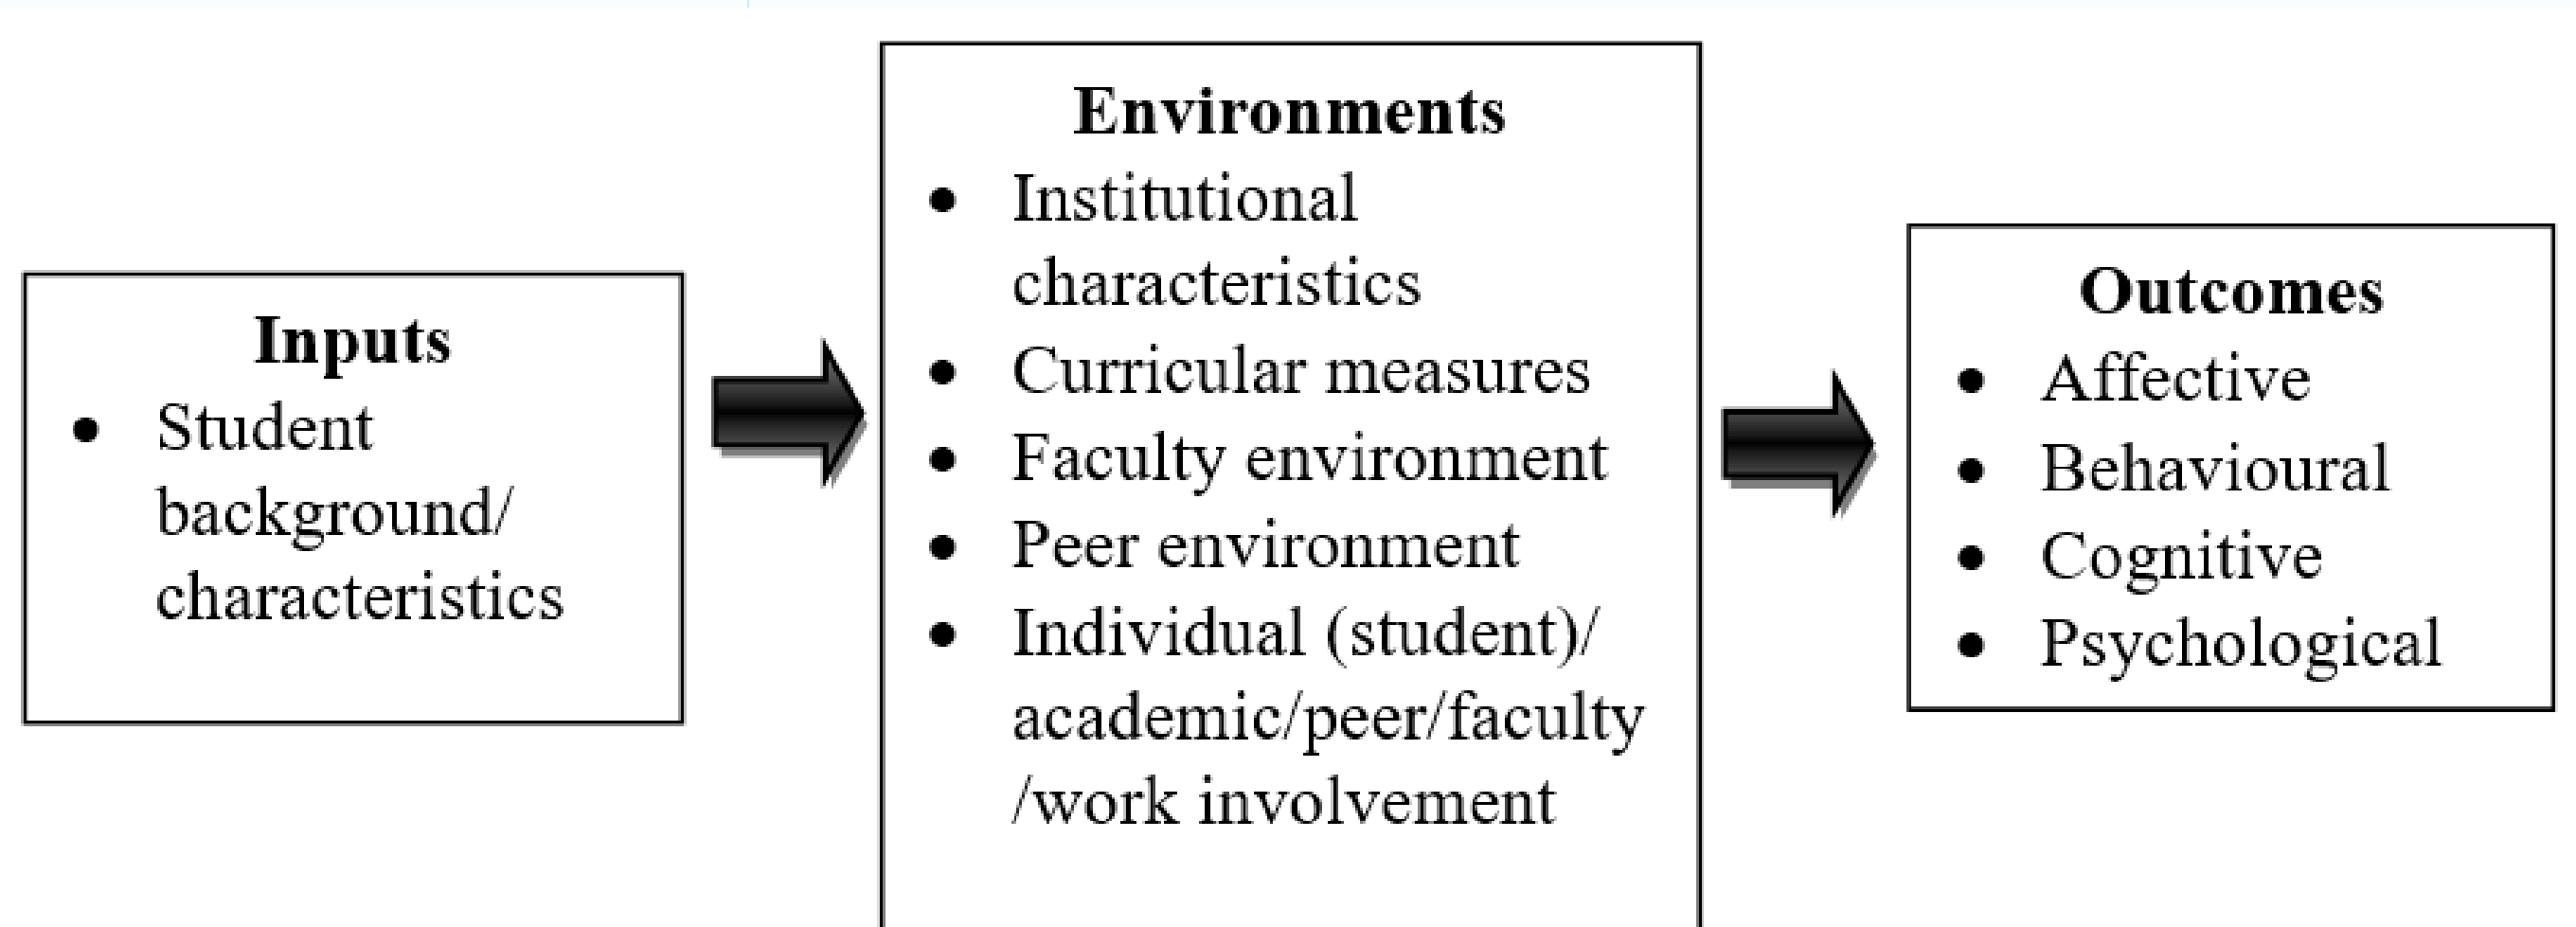 Inputs
• Student
background/
characteristics
Environments
• Institutional
characteristics
• Curricular measures
• Faculty environment
• Peer environment
• Individual (student)/
academic/peer/faculty
/work involvement
Outcomes
• Affective
• Behavioural
• Cognitive
• Psychological